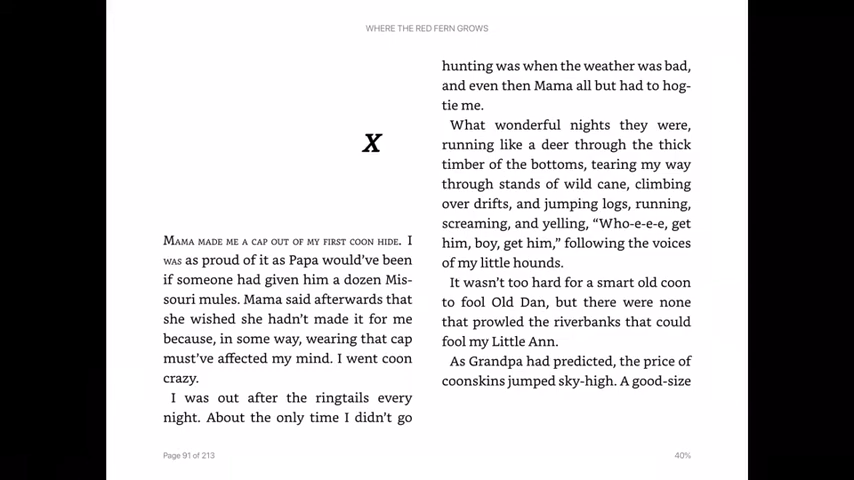 WHERE THE RED FERN GROWS
X
MAMA MADE ME A CAP OUT OF MY FIRST COON HIDE. I
WAS as proud of it as Papa would've been
if someone had given him a dozen Mis-
souri mules. Mama said afterwards that
she wished she hadn't made it for me
because, in some way, wearing that cap
must've affected my mind. I went coon
crazy.
I was out after the ringtails every
night. About the only time I didn't go
hunting was when the weather was bad,
and even then Mama all but had to hog-
tie me.
What wonderful nights they were,
running like a deer through the thick
timber of the bottoms, tearing my way
through stands of wild cane, climbing
over drifts, and jumping logs, running,
screaming, and yelling, “Who-e-e-e, get
him, boy, get him,” following the voices
of my little hounds.
It wasn't too hard for a smart old coon
to fool Old Dan, but there were none
that prowled the riverbanks that could
fool my Little Ann.
As Grandpa had predicted, the price of
coonskins jumped sky-high. A good-size
Page 91 of 213
40%